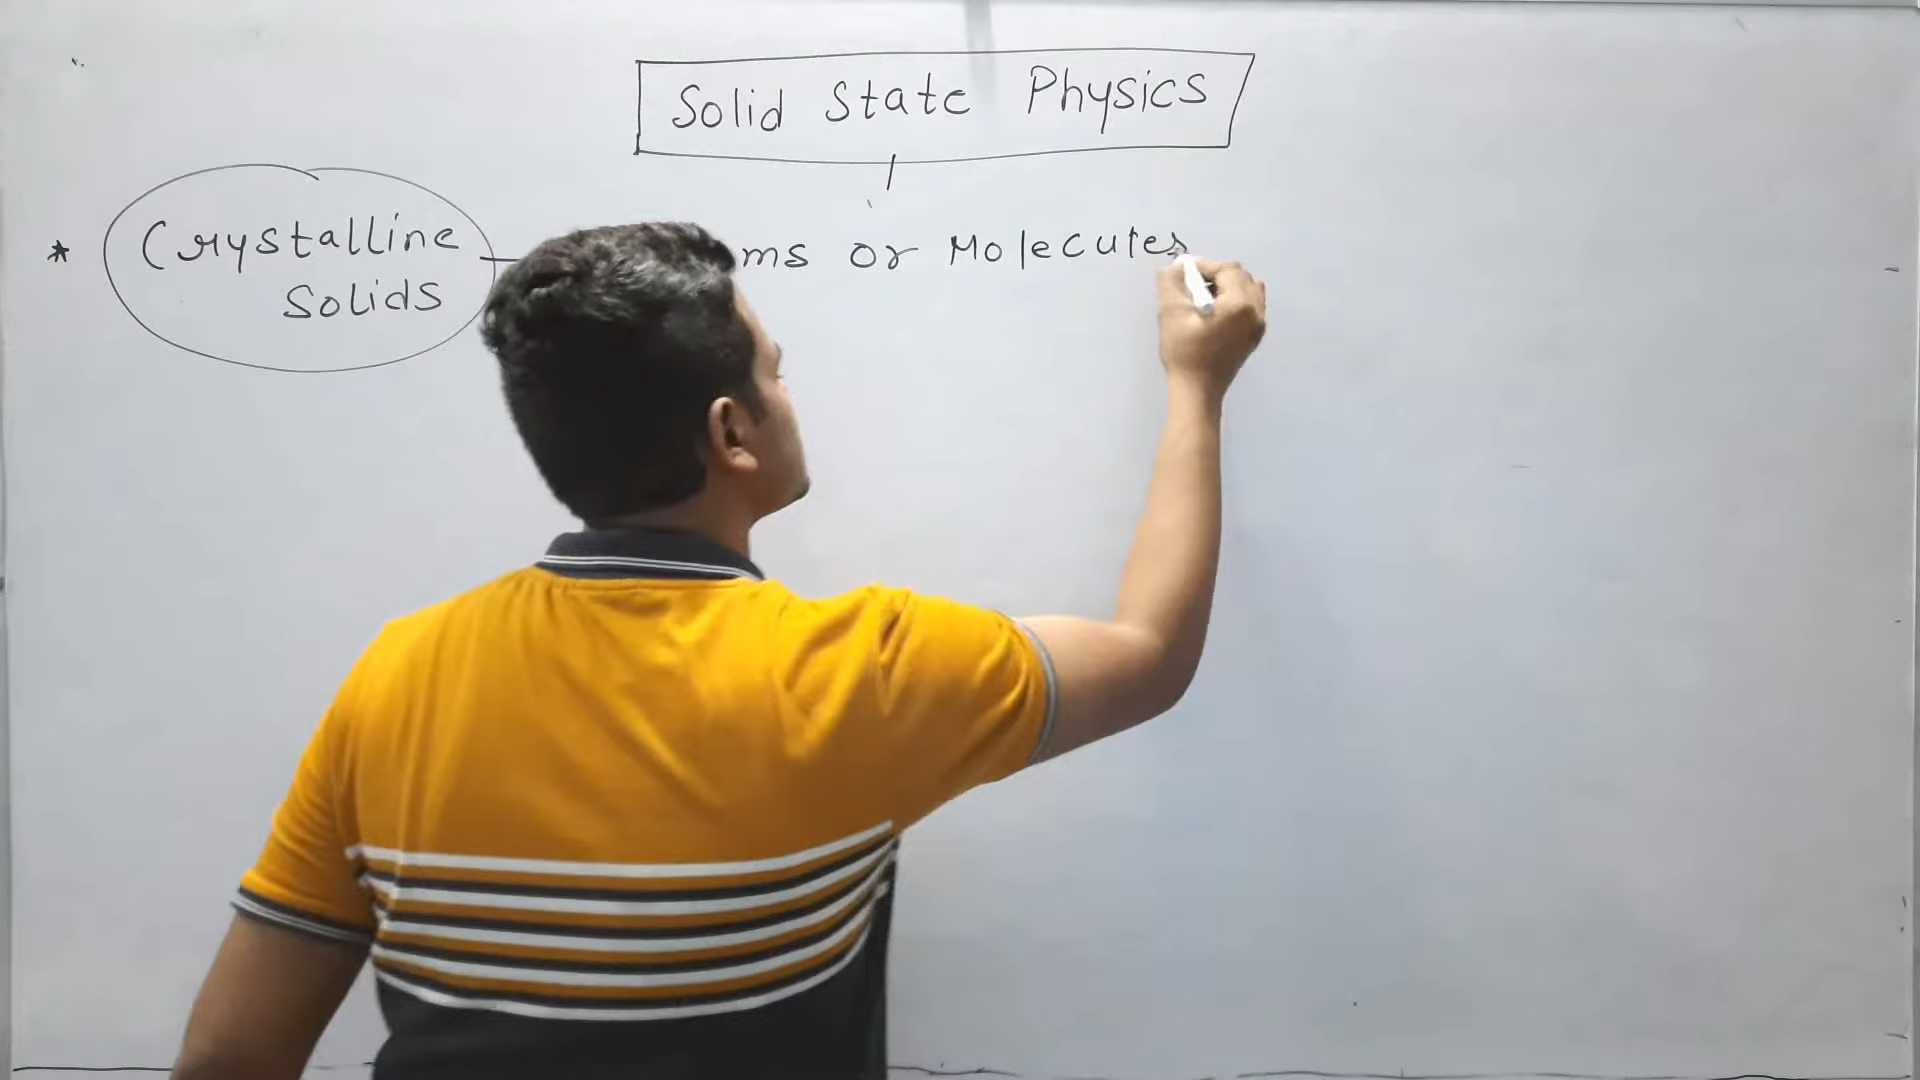 Solid State Physics
* Crystalline ms or Molecules
Solids